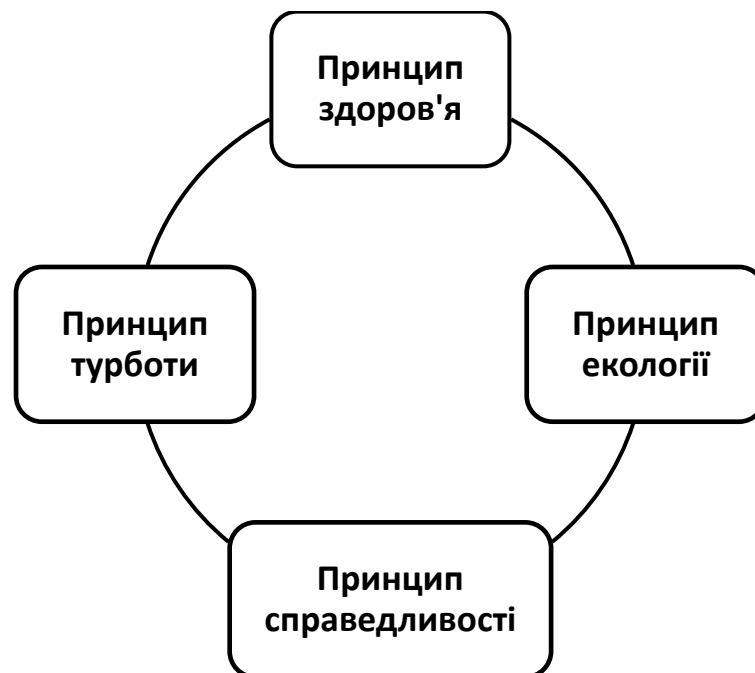 Принцип
здоров'я
Принцип
турботи
Принцип
екології
Принцип
справедливості